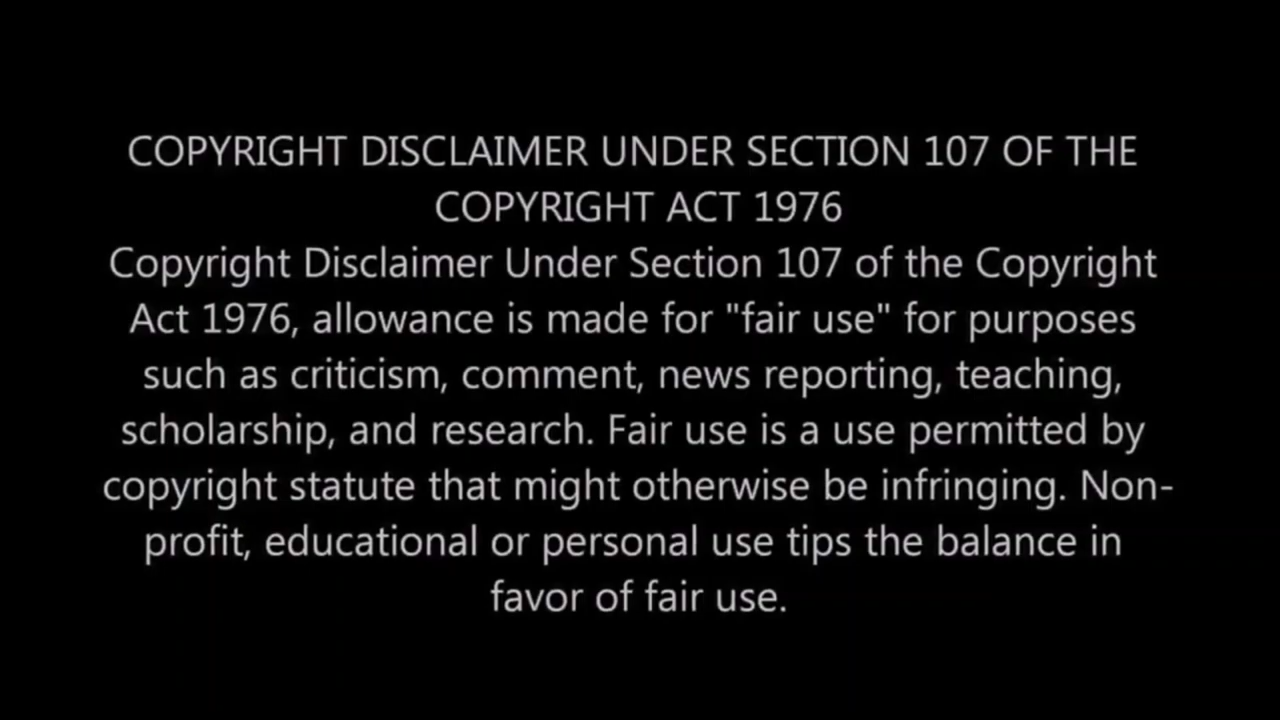 COPYRIGHT DISCLAIMER UNDER SECTION 107 OF THE
COPYRIGHT ACT 1976
Copyright Disclaimer Under Section 107 of the Copyright
Act 1976, allowance is made for "fair use" for purposes
such as criticism, comment, news reporting, teaching,
scholarship, and research. Fair use is a use permitted by
copyright statute that might otherwise be infringing. Non-
profit, educational or personal use tips the balance in
favor of fair use.